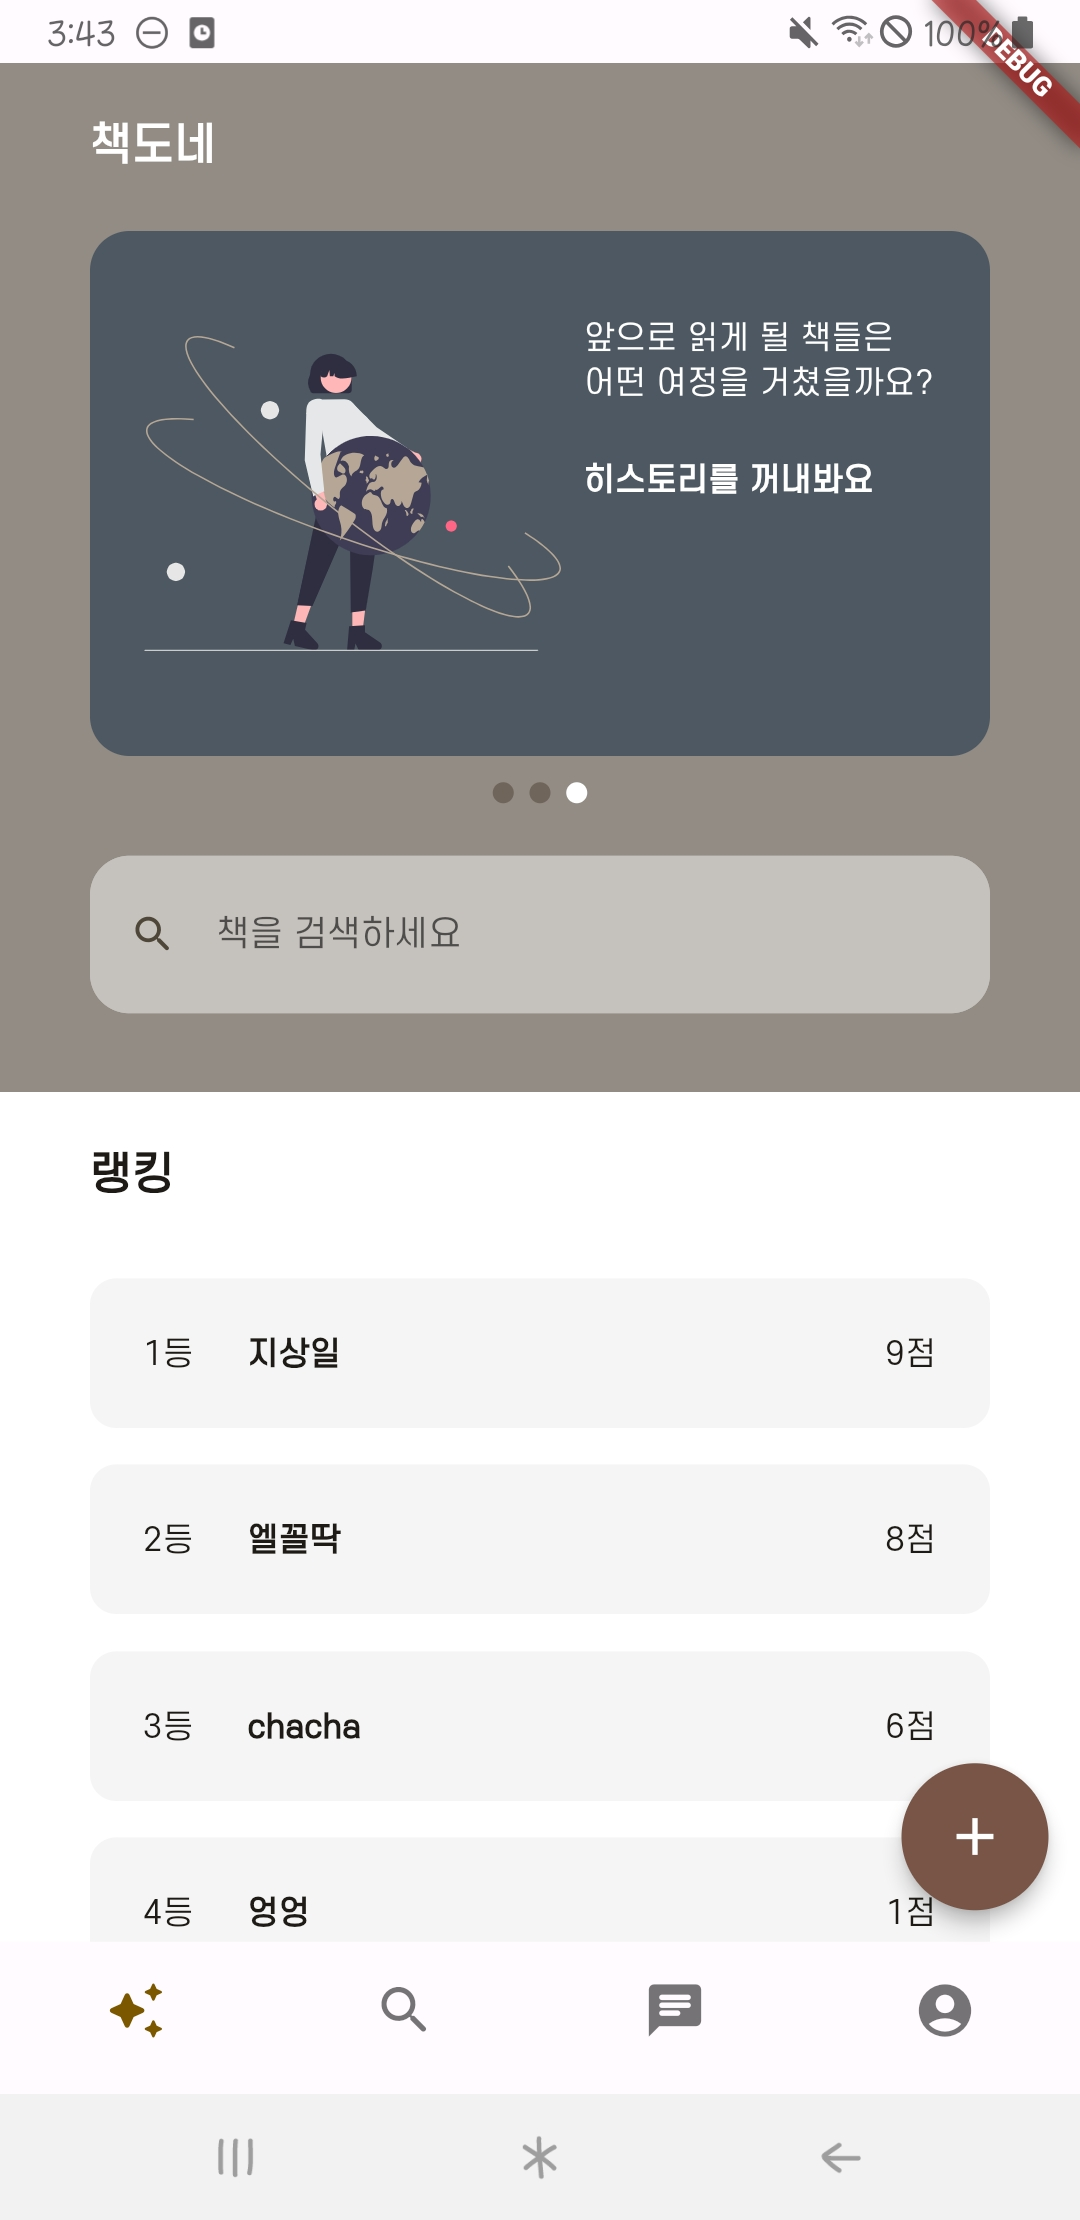 3:43
100%
DEBUG
책도네
앞으로 읽게 될 책들은
어떤 여정을 거쳤을까요?
히스토리를 꺼내봐요
책을 검색하세요
랭킹
1등 지상일 9점
2등 엘꼴딱 8점
3등 chacha 6점
4등 엉엉 1점